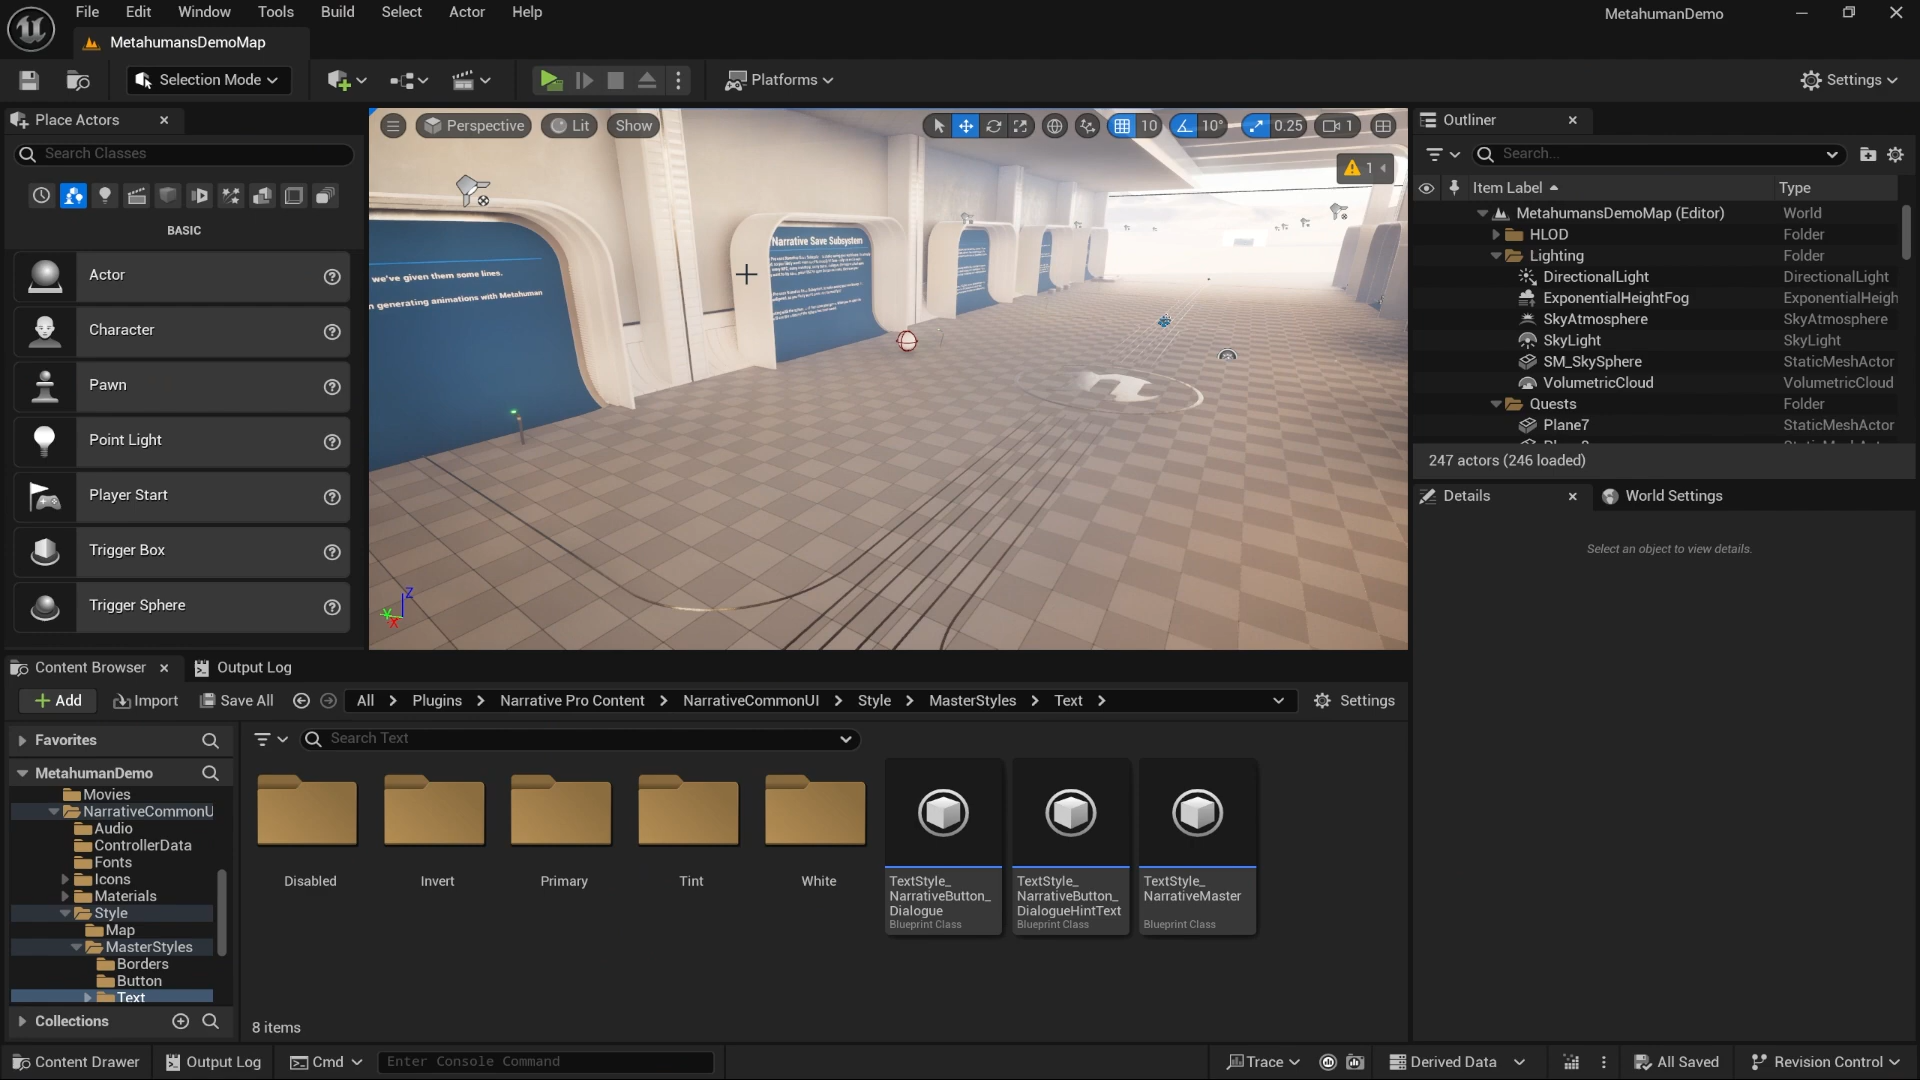 File Edit Window Tools Build Select Actor Help
MetahumanDemo
MetahumansDemoMap
Selection Mode
Platforms
Settings
Place Actors
Search Classes
BASIC
Actor
Character
Pawn
Point Light
Player Start
Trigger Box
Trigger Sphere
Perspective Lit Show
10 10° 0.25 1
1
we've given them some lines.
n generating animations with Metahuman
Narrative Save Subsystem
Z
Y
X
Outliner
Search...
Item Label Type
MetahumansDemoMap (Editor) World
HLOD Folder
Lighting Folder
DirectionalLight DirectionalLight
ExponentialHeightFog ExponentialHeigh
SkyAtmosphere SkyAtmosphere
SkyLight SkyLight
SM_SkySphere StaticMeshActor
VolumetricCloud VolumetricCloud
Quests Folder
Plane7 StaticMeshActor
247 actors (246 loaded)
Details World Settings
Select an object to view details.
Content Browser Output Log
Add Import Save All All Plugins Narrative Pro Content NarrativeCommonUI Style MasterStyles Text Settings
Favorites
MetahumanDemo
Movies
NarrativeCommonU
Audio
ControllerData
Fonts
Icons
Materials
Style
Map
MasterStyles
Borders
Button
Text
Collections
Search Text
Disabled
Invert
Primary
Tint
White
TextStyle_
NarrativeButton_
Dialogue
Blueprint Class
TextStyle_
NarrativeButton_
DialogueHintText
Blueprint Class
TextStyle_
NarrativeMaster
Blueprint Class
8 items
Content Drawer Output Log Cmd Enter Console Command Trace Derived Data All Saved Revision Control